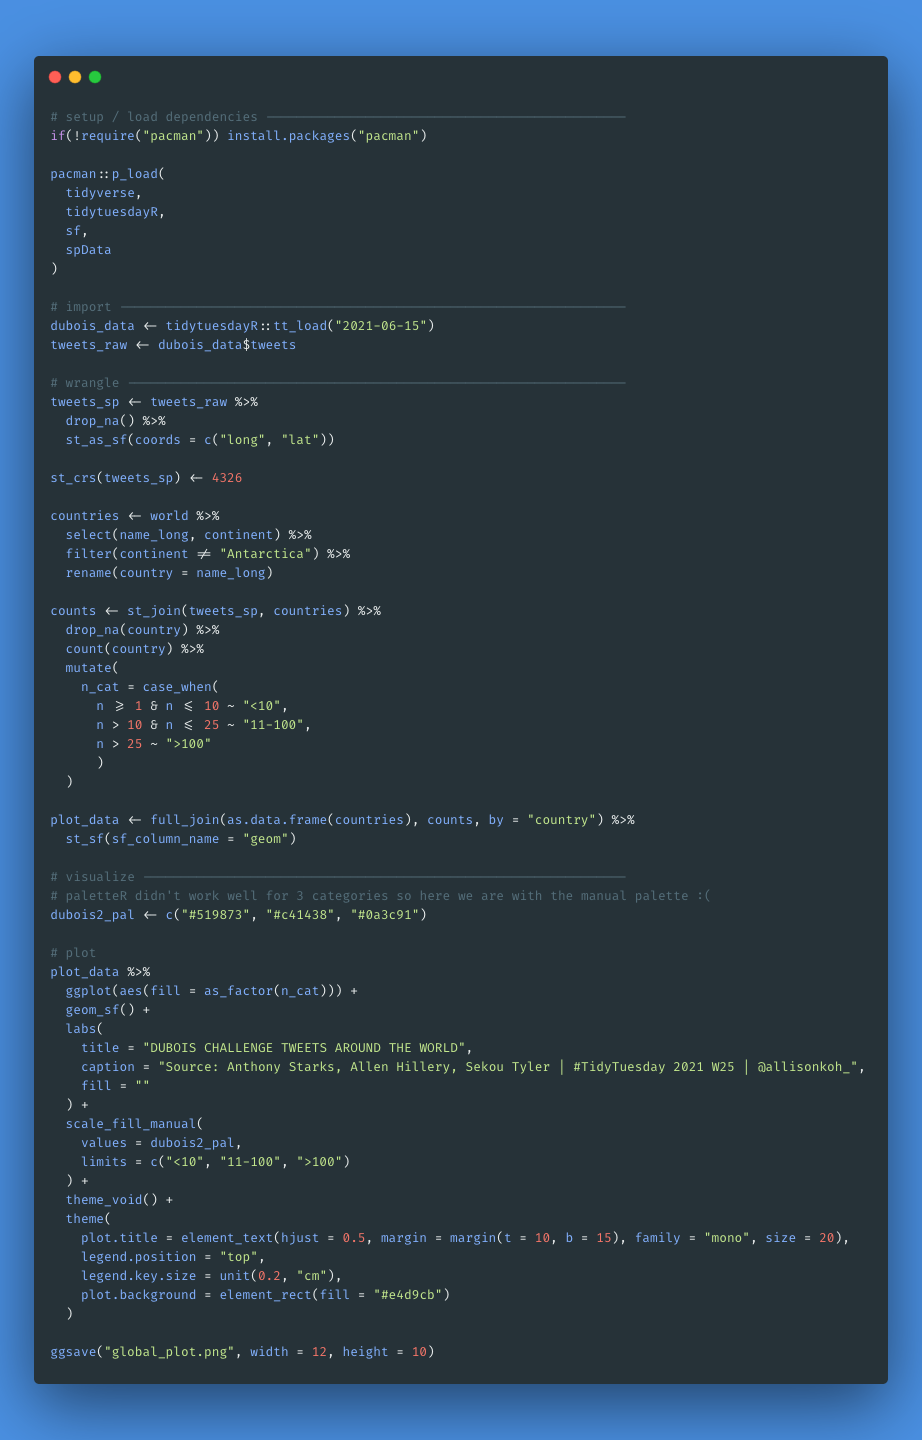 # setup / load dependencies ───────────────────────────────────────────────
if(!require("pacman")) install.packages("pacman")
pacman::p_load(
  tidyverse,
  tidytuesdayR,
  sf,
  spData
)
# import ──────────────────────────────────────────────────────────────────
dubois_data <- tidytuesdayR::tt_load("2021-06-15")
tweets_raw <- dubois_data$tweets
# wrangle ─────────────────────────────────────────────────────────────────
tweets_sp <- tweets_raw %>%
  drop_na() %>%
  st_as_sf(coords = c("long", "lat"))
st_crs(tweets_sp) <- 4326
countries <- world %>%
  select(name_long, continent) %>%
  filter(continent != "Antarctica") %>%
  rename(country = name_long)
counts <- st_join(tweets_sp, countries) %>%
  drop_na(country) %>%
  count(country) %>%
  mutate(
    n_cat = case_when(
      n >= 1 & n <= 10 ~ "<10",
      n > 10 & n <= 25 ~ "11-100",
      n > 25 ~ ">100"
      )
  )
plot_data <- full_join(as.data.frame(countries), counts, by = "country") %>%
  st_sf(sf_column_name = "geom")
# visualize ───────────────────────────────────────────────────────────────
# paletteR didn't work well for 3 categories so here we are with the manual palette :(
dubois2_pal <- c("#519873", "#c41438", "#0a3c91")
# plot
plot_data %>%
  ggplot(aes(fill = as_factor(n_cat))) +
  geom_sf() +
  labs(
    title = "DUBOIS CHALLENGE TWEETS AROUND THE WORLD",
    caption = "Source: Anthony Starks, Allen Hillery, Sekou Tyler | #TidyTuesday 2021 W25 | @allisonkoh_",
    fill = ""
  ) +
  scale_fill_manual(
    values = dubois2_pal,
    limits = c("<10", "11-100", ">100")
  ) +
  theme_void() +
  theme(
    plot.title = element_text(hjust = 0.5, margin = margin(t = 10, b = 15), family = "mono", size = 20),
    legend.position = "top",
    legend.key.size = unit(0.2, "cm"),
    plot.background = element_rect(fill = "#e4d9cb")
  )
ggsave("global_plot.png", width = 12, height = 10)